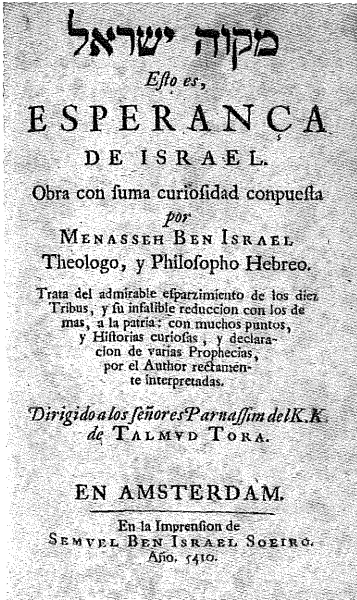 מקוה ישראל
Eſto es,
ESPERANÇA
DE ISRAEL.
Obra con ſuma curioſidad conpueſta
por
MENASSEH BEN ISRAEL
Theologo, y Philoſopho Hebreo.
Trata del admirable eſparzimiento de los diez
Tribus, y ſu infalible reduccion con los de
mas, a la patria: con muchos puntos,
y Hiſtorias curioſas, y declara-
cion de varias Prophecias,
por el Author rectamen-
te interpretadas.
Dirigido a los ſeñores Parnaſſim del K.K.
de TALMVD TORA.
EN AMSTERDAM.
En la Imprenſion de
SEMVEL BEN ISRAEL SOEIRO.
Año. 5410.